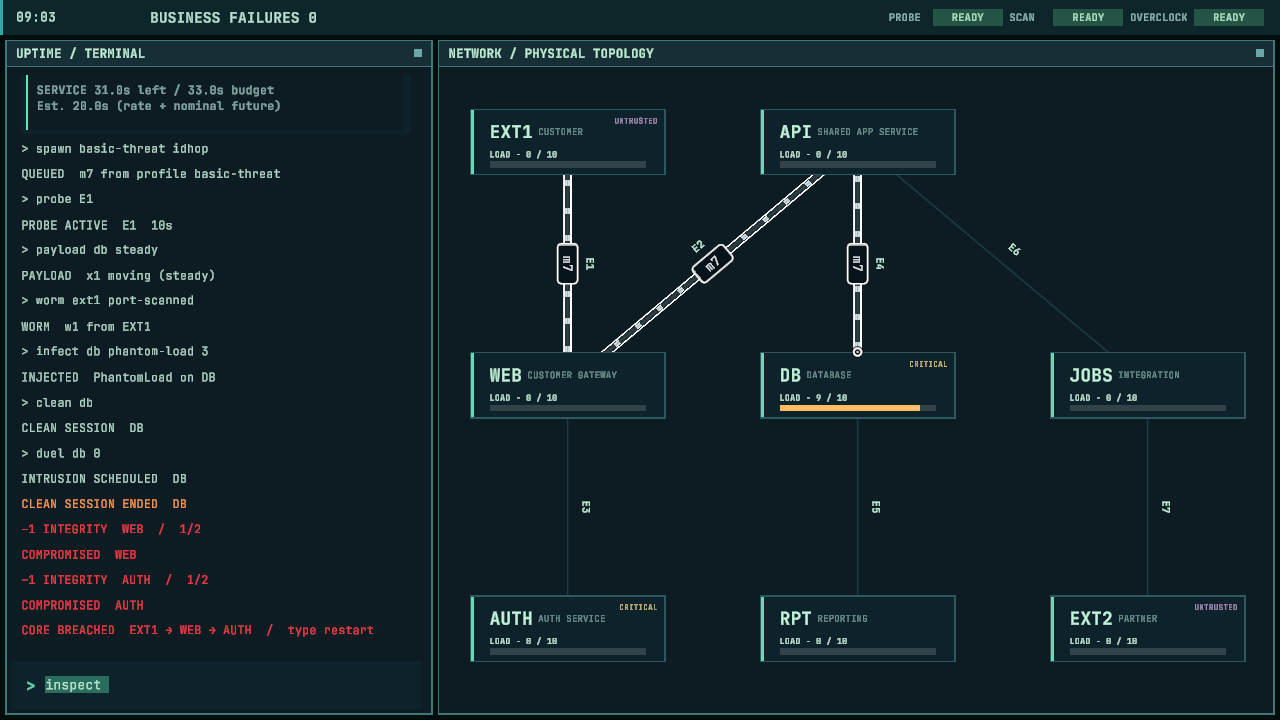 09:03
BUSINESS FAILURES 0
PROBE READY SCAN READY OVERCLOCK READY
UPTIME / TERMINAL
SERVICE 31.0s left / 33.0s budget
Est. 20.0s (rate + nominal future)
> spawn basic-threat idhop
QUEUED m7 from profile basic-threat
> probe E1
PROBE ACTIVE E1 10s
> payload db steady
PAYLOAD x1 moving (steady)
> worm ext1 port-scanned
WORM w1 from EXT1
> infect db phantom-load 3
INJECTED PhantomLoad on DB
> clean db
CLEAN SESSION DB
> duel db 0
INTRUSION SCHEDULED DB
CLEAN SESSION ENDED DB
-1 INTEGRITY WEB / 1/2
COMPROMISED WEB
-1 INTEGRITY AUTH / 1/2
COMPROMISED AUTH
CORE BREACHED EXT1 → WEB → AUTH / type restart
> inspect
NETWORK / PHYSICAL TOPOLOGY
UNTRUSTED
EXT1 CUSTOMER
LOAD - 0 / 10
API SHARED APP SERVICE
LOAD - 0 / 10
m7
E1
E2
m7
m7
E4
E6
WEB CUSTOMER GATEWAY
LOAD - 0 / 10
CRITICAL
DB DATABASE
LOAD - 9 / 10
JOBS INTEGRATION
LOAD - 0 / 10
E3
E5
E7
CRITICAL
AUTH AUTH SERVICE
LOAD - 0 / 10
RPT REPORTING
LOAD - 0 / 10
UNTRUSTED
EXT2 PARTNER
LOAD - 0 / 10